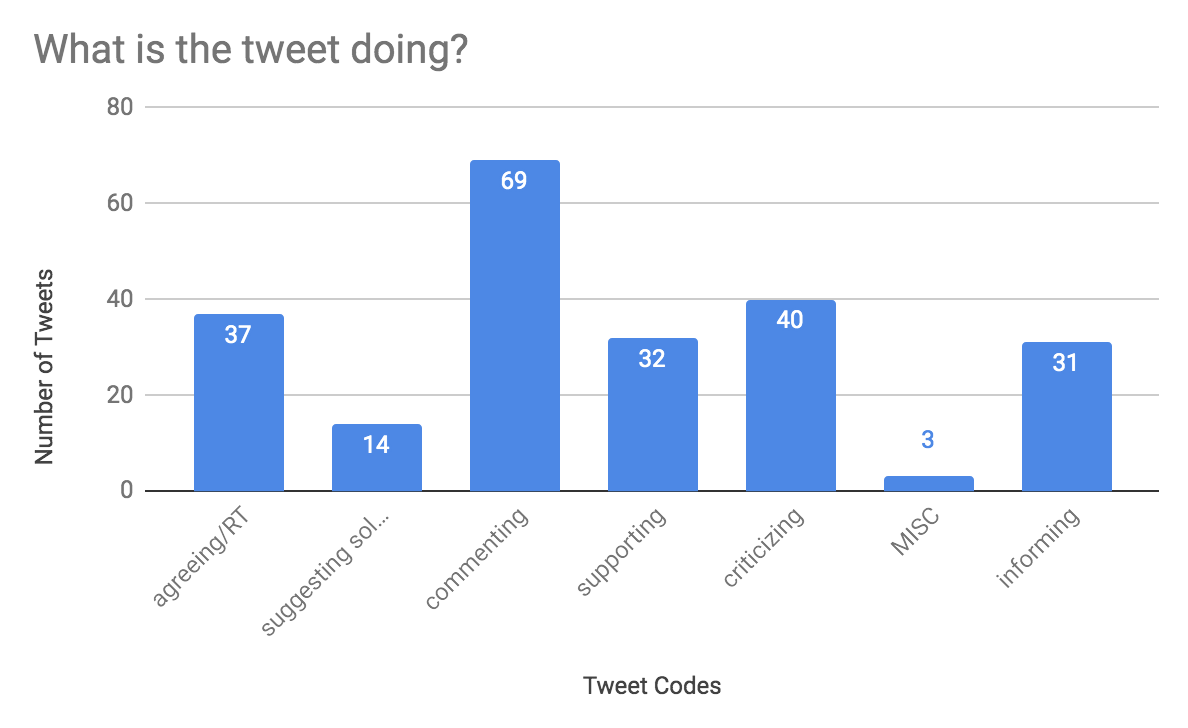 What is the tweet doing?
80
60
40
20
0
Number of Tweets
37
14
69
32
40
3
31
agreeing/RT
suggesting sol...
commenting
supporting
criticizing
MISC
informing
Tweet Codes